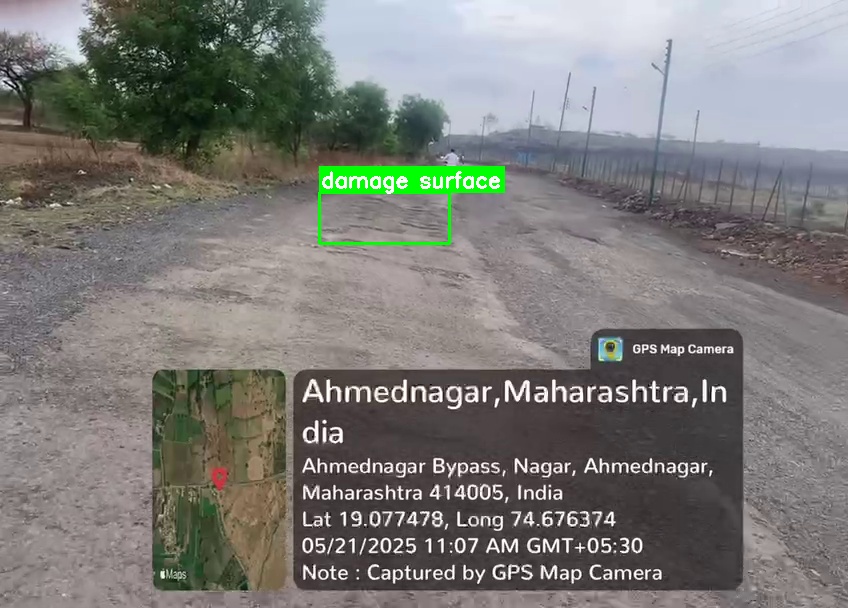 damage surface
GPS Map Camera
Ahmednagar,Maharashtra,In
dia
Ahmednagar Bypass, Nagar, Ahmednagar,
Maharashtra 414005, India
Lat 19.077478, Long 74.676374
05/21/2025 11:07 AM GMT+05:30
Note : Captured by GPS Map Camera
Maps